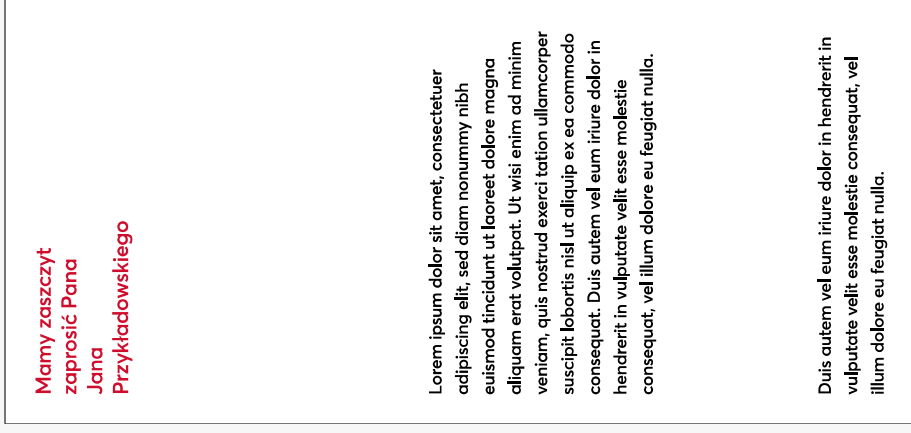 Mamy zaszczyt
zaprosić Pana
Jana
Przykładowskiego
Lorem ipsum dolor sit amet, consectetuer
adipiscing elit, sed diam nonummy nibh
euismod tincidunt ut laoreet dolore magna
aliquam erat volutpat. Ut wisi enim ad minim
veniam, quis nostrud exerci tation ullamcorper
suscipit lobortis nisl ut aliquip ex ea commodo
consequat. Duis autem vel eum iriure dolor in
hendrerit in vulputate velit esse molestie
consequat, vel illum dolore eu feugiat nulla.
Duis autem vel eum iriure dolor in hendrerit in
vulputate velit esse molestie consequat, vel
illum dolore eu feugiat nulla.